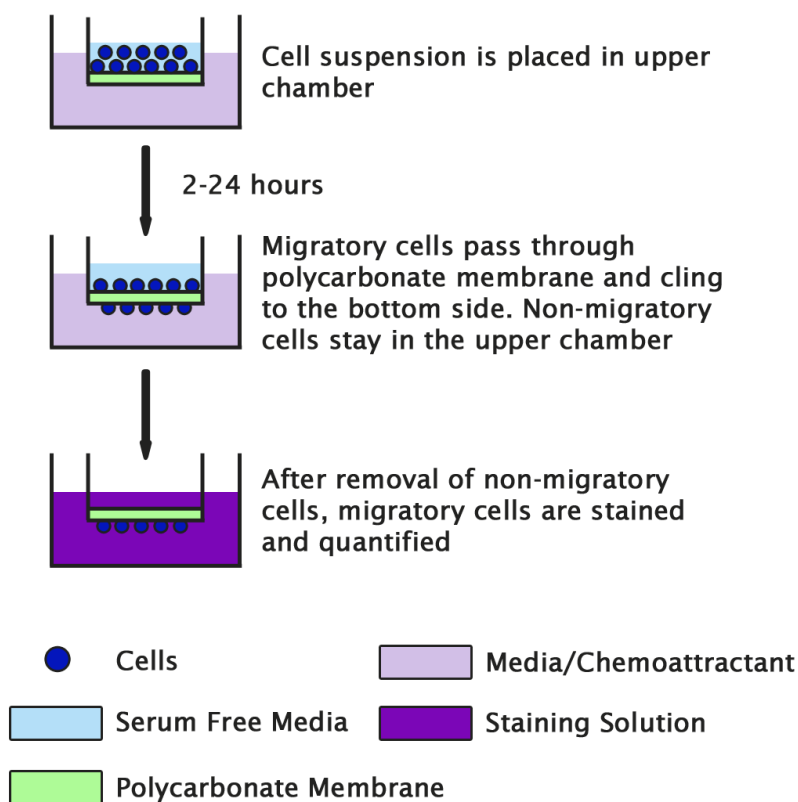 Cell suspension is placed in upper
chamber
2-24 hours
Migratory cells pass through
polycarbonate membrane and cling
to the bottom side. Non-migratory
cells stay in the upper chamber
After removal of non-migratory
cells, migratory cells are stained
and quantified
Cells
Media/Chemoattractant
Serum Free Media
Staining Solution
Polycarbonate Membrane